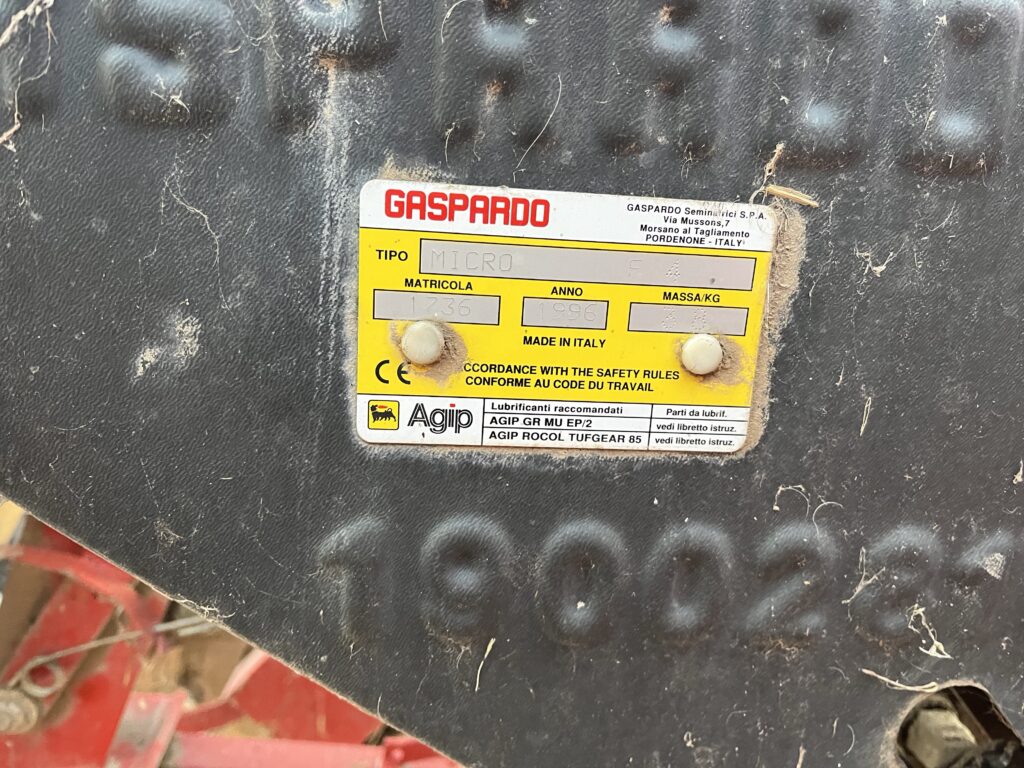 GASPARDO
GASPARDO Seminatrici S.P.A.
Via Mussons,7
Morsano al Tagliamento
PORDENONE - ITALY
TIPO MICRO
MATRICOLA ANNO MASSA/KG
1736 1996
MADE IN ITALY
CE CCORDANCE WITH THE SAFETY RULES
CONFORME AU CODE DU TRAVAIL
Agip
Lubrificanti raccomandati Parti da lubrif.
AGIP GR MU EP/2 vedi libretto istruz.
AGIP ROCOL TUFGEAR 85 vedi libretto istruz.